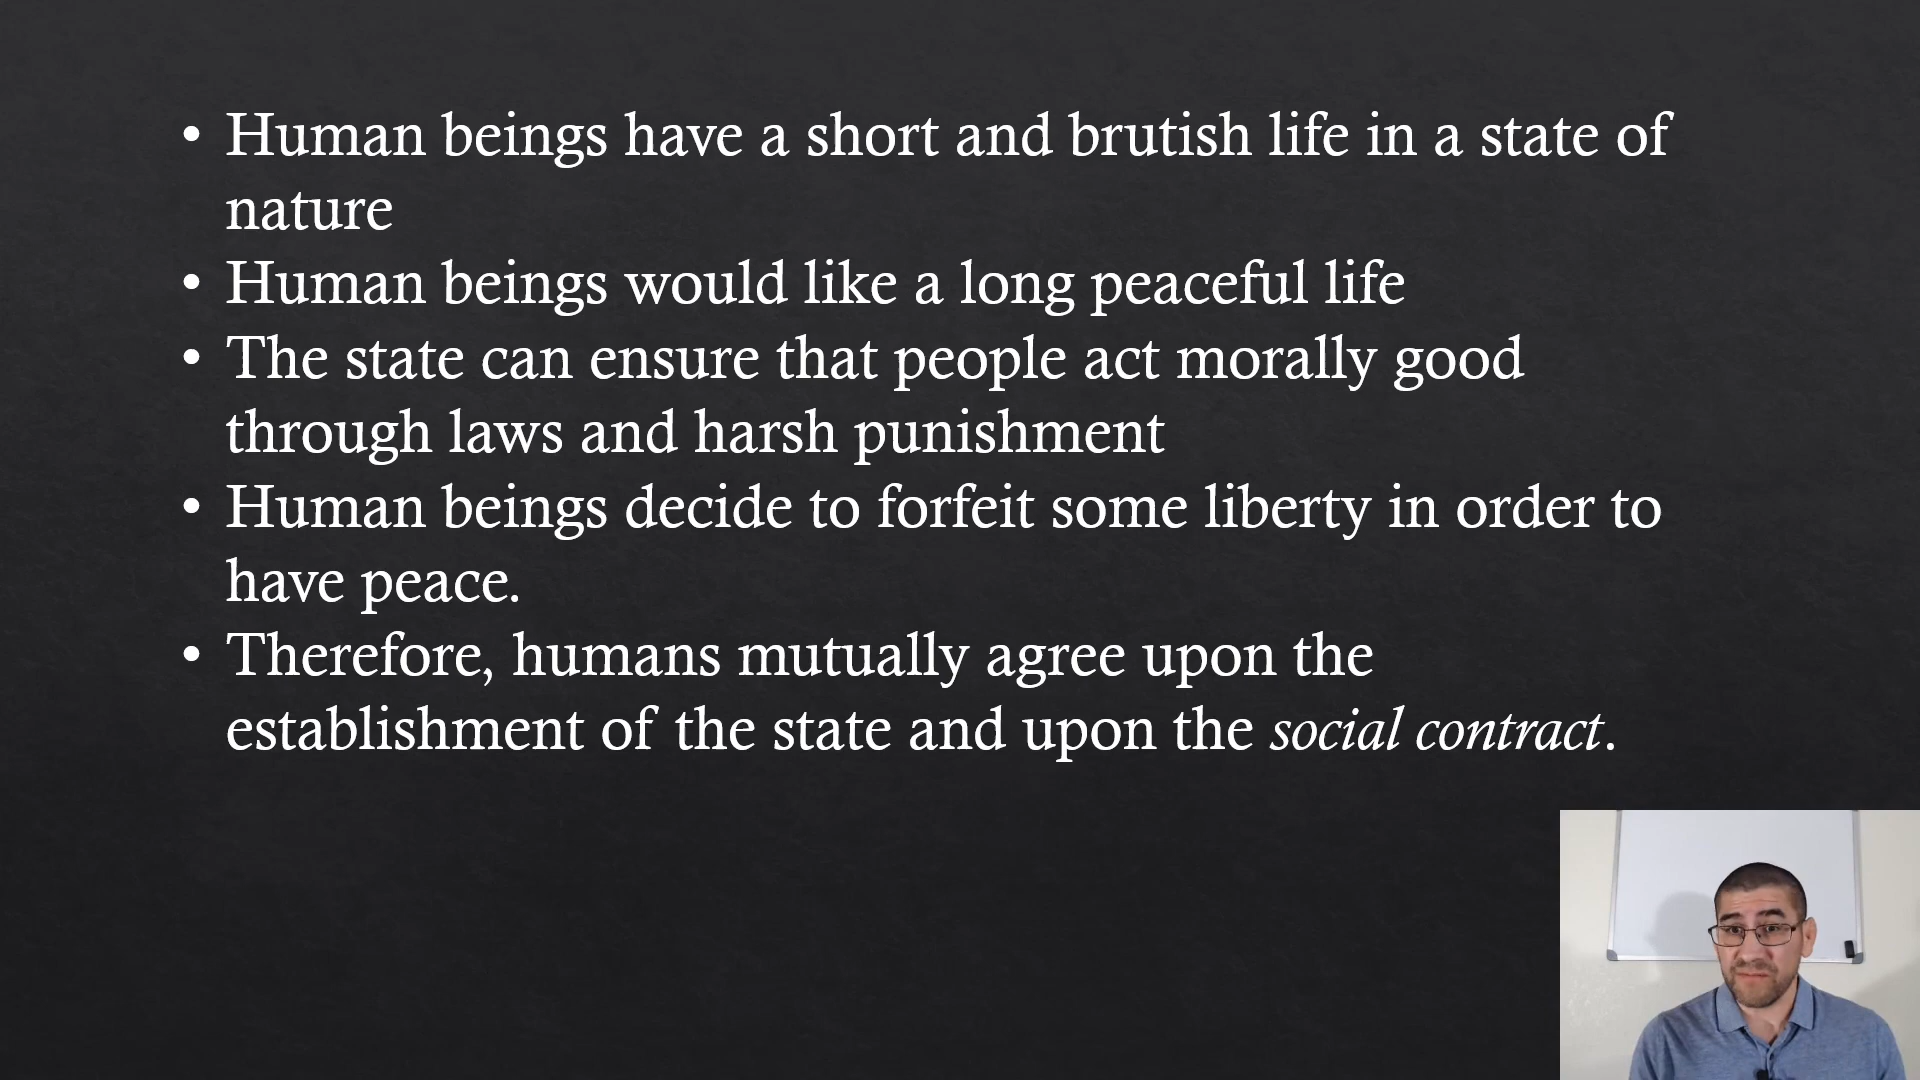 • Human beings have a short and brutish life in a state of
nature
• Human beings would like a long peaceful life
• The state can ensure that people act morally good
through laws and harsh punishment
• Human beings decide to forfeit some liberty in order to
have peace.
• Therefore, humans mutually agree upon the
establishment of the state and upon the social contract.